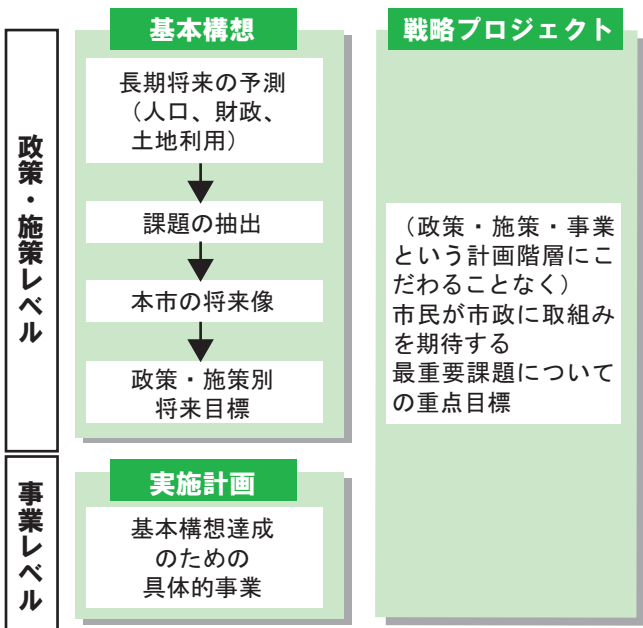 政策・施策レベル
基本構想
長期将来の予測
(人口、財政、
土地利用)
課題の抽出
本市の将来像
政策・施策別
将来目標
事業レベル
実施計画
基本構想達成
のための
具体的事業
戦略プロジェクト
(政策・施策・事業
という計画階層にこ
だわることなく)
市民が市政に取組み
を期待する
最重要課題について
の重点目標